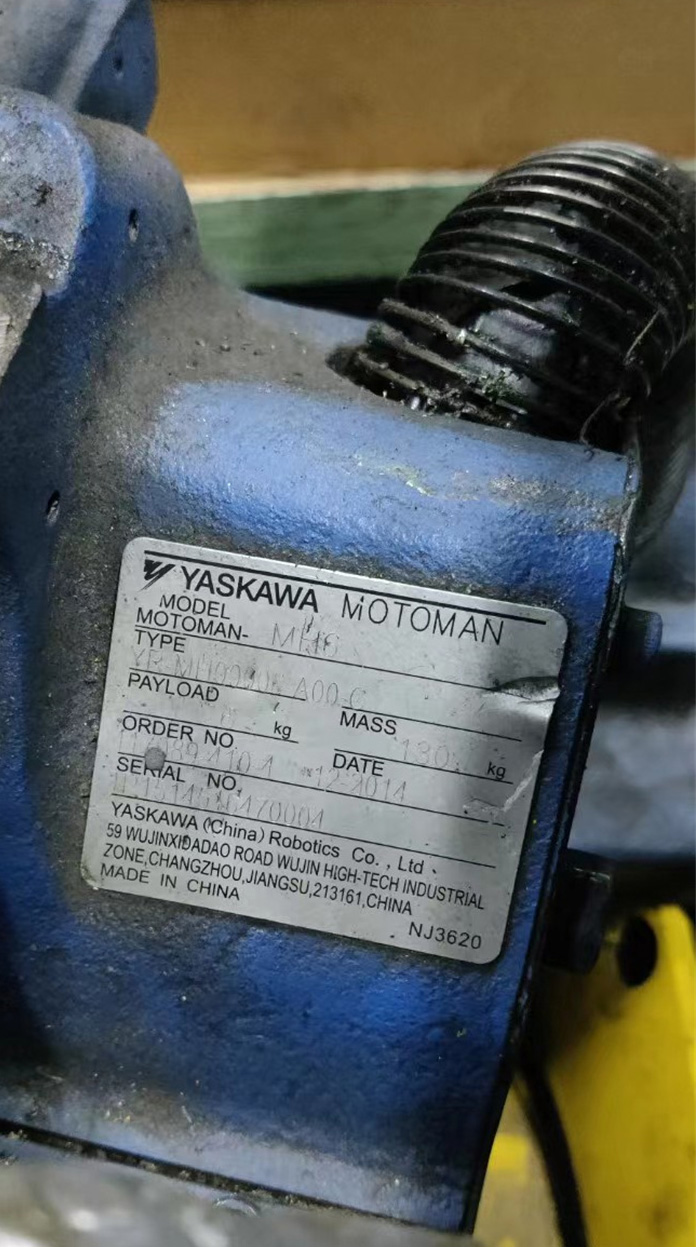 YASKAWA MOTOMAN
MODEL
MOTOMAN-
TYPE
A00
PAYLOAD kg MASS 130 kg
ORDER NO. DATE 12-2014
SERIAL NO.
YASKAWA (China) Robotics Co., Ltd.
59 WUJINXIDADAO ROAD WUJIN HIGH-TECH INDUSTRIAL
ZONE,CHANGZHOU,JIANGSU,213161,CHINA
MADE IN CHINA
NJ3620